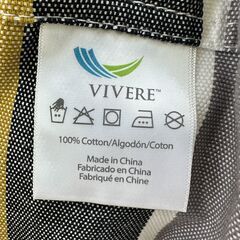 VIVERE™
100% Cotton/Algodón/Coton
Made in China
Fabricado en China
Fabriqué en Chine